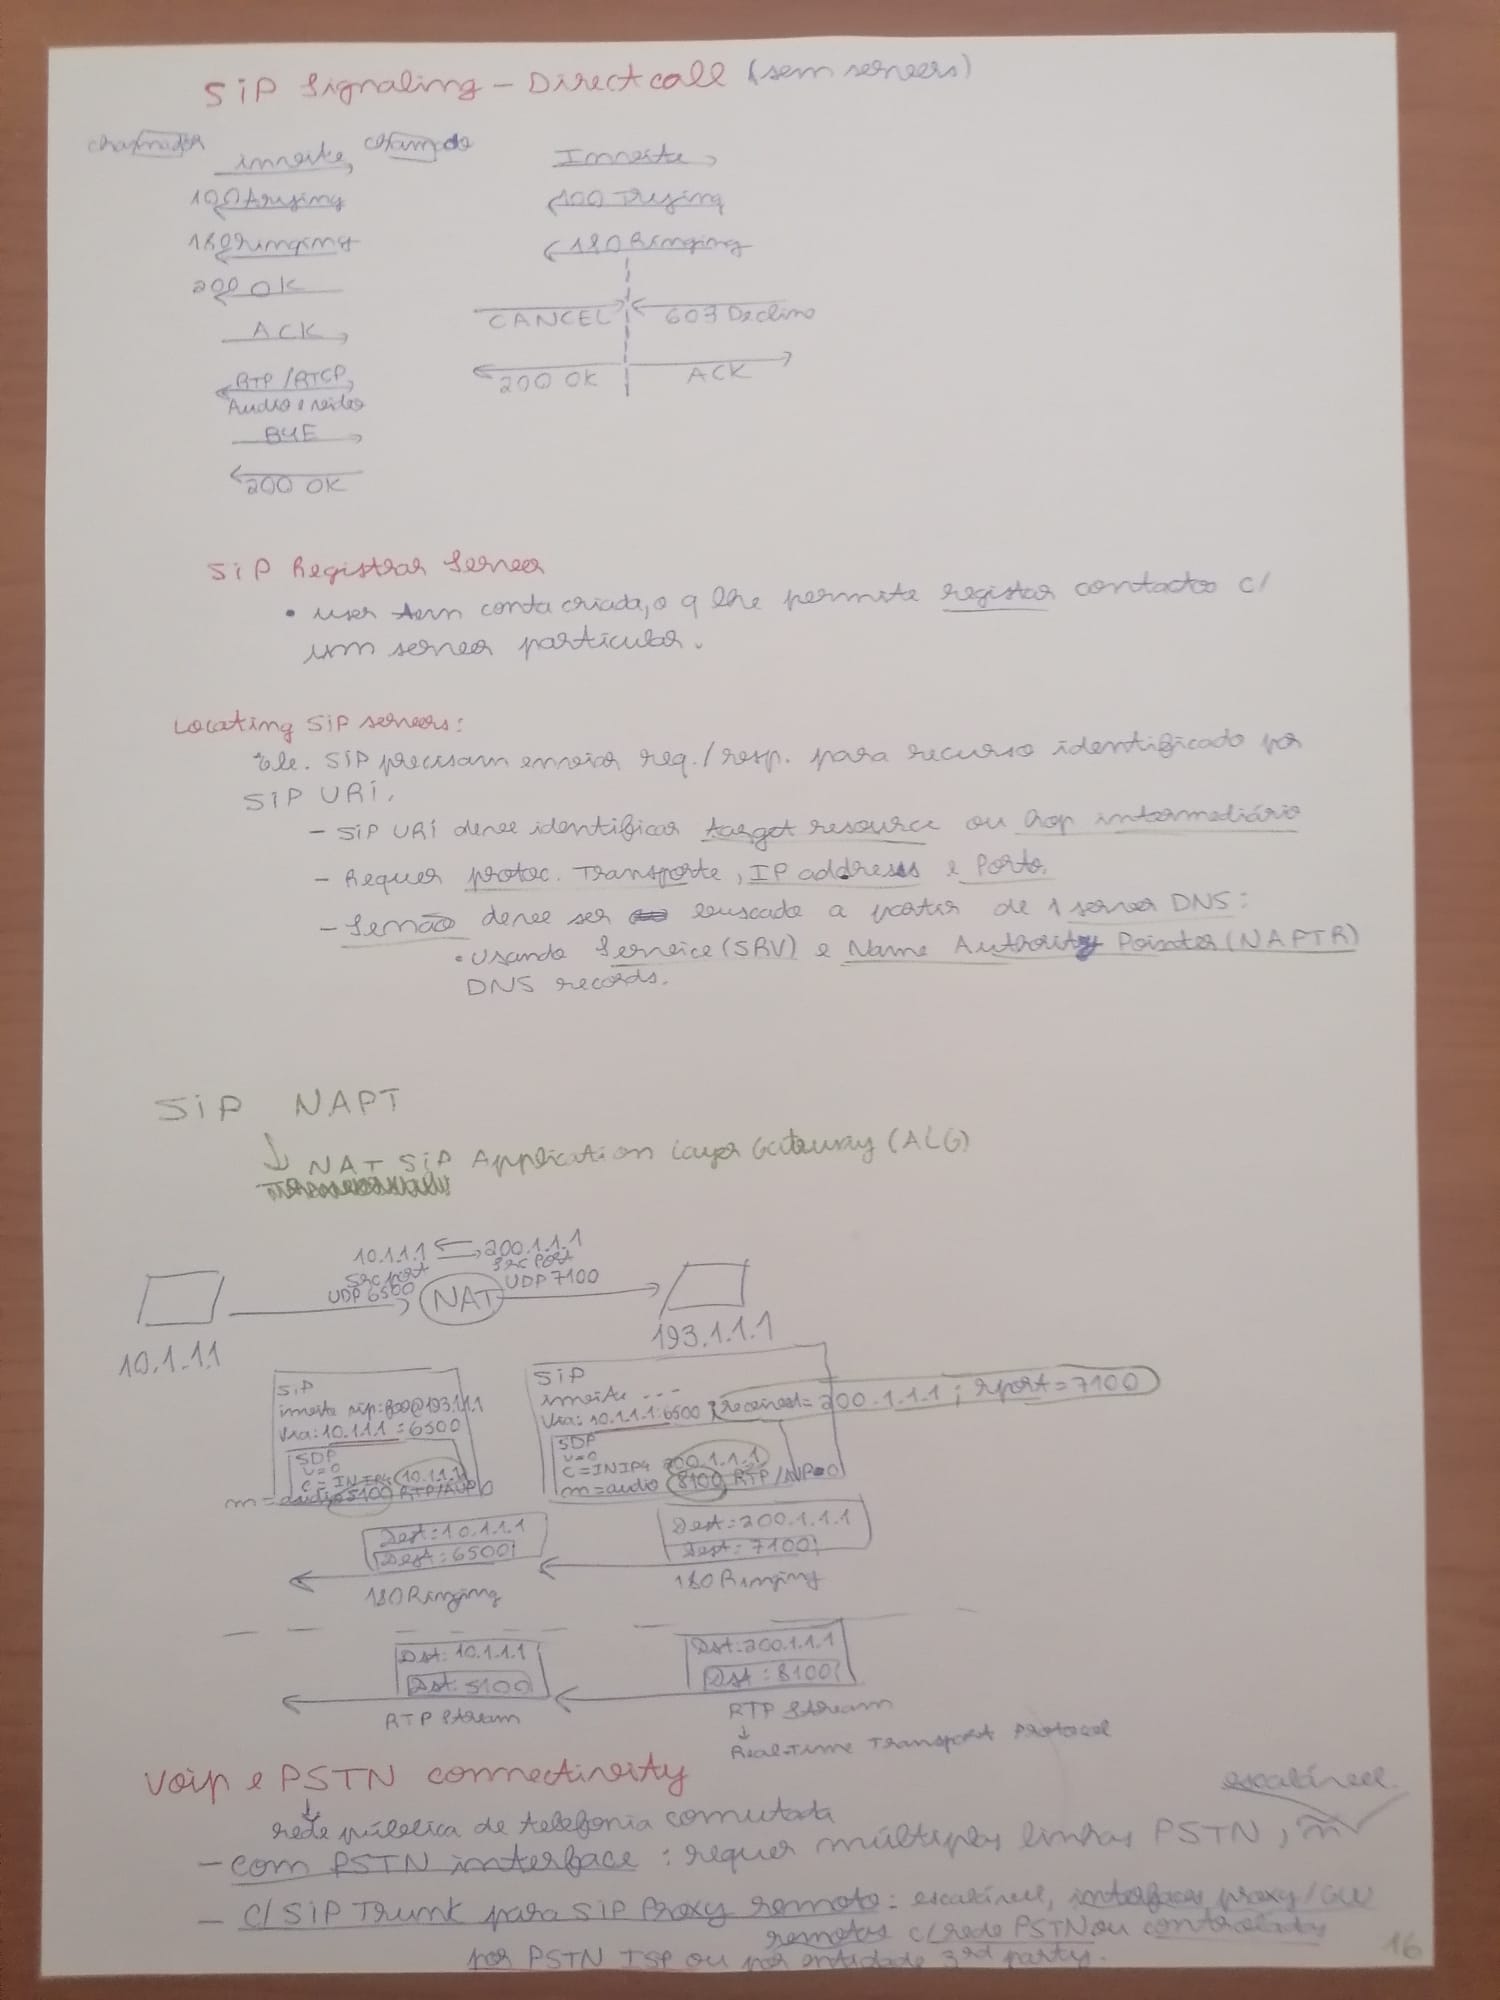 SiP Signaling - Direct call (sem servers)
chamador invite, chamado
100 trying
180 ringing
200 OK
ACK
RTP/RTCP,
Audio e video
BYE
200 OK
Invite
100 Trying
180 Ringing
CANCEL 603 Decline
200 OK ACK
SiP Registrar Server
• user tem conta criada, o q lhe permite registar contactos c/
um server particular.
Locating SiP servers:
ele. SiP precisam enviar req./resp. para recurso identificado por
SiP URi.
- SiP URi deve identificar target resource ou hop intermediário
- Requer protoc. Transporte, IP address e Porto.
- Senão deve ser buscado a partir de 1 server DNS:
• Usando Service (SRV) e Name Authority Pointer (NAPTR)
DNS records.
SiP NAPT
↓ NAT SiP Application layer Gateway (ALG)
10.1.1.1 200.1.1.1
Src port Src Port
UDP 6500 NAT UDP 7100
10.1.1.1
193.1.1.1
SiP
invite sip:800@193.1.1.1
Via: 10.1.1.1:6500
SDP
v=0
c=INIP4 10.1.1.1
m=audio 5100 RTP/AVP 0
SiP
invite ...
Via: 10.1.1.1:6500; received=200.1.1.1; rport=7100
SDP
v=0
c=INIP4 200.1.1.1
m=audio 8100 RTP/AVP 0
Dest:10.1.1.1 Dest:200.1.1.1
Dest:6500 Dest:7100
180 Ringing 180 Ringing
Dst:10.1.1.1 Dst:200.1.1.1
Dst:5100 Dst:8100
RTP Stream RTP Stream
↓
Real-Time Transport Protocol
Voip e PSTN connectivity
↓
rede pública de telefonia comutada
- com PSTN interface: requer múltiplas linhas PSTN, ñ
escalável.
- c/ SiP Trunk para SiP Proxy remoto: escalável, interfaces proxy/GW
remotos c/ rede PSTN ou controlados
por PSTN ISP ou por entidade 3rd party.
16